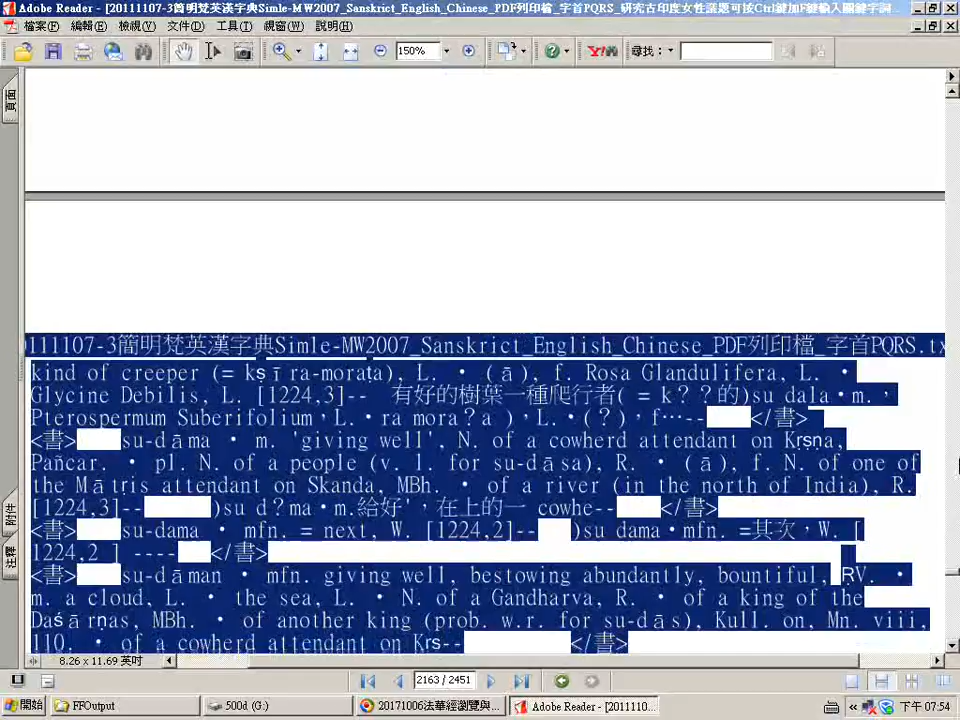 Adobe Reader - [20111107-3簡明梵英漢字典Simle-MW2007_Sanskrict_English_Chinese_PDF列印檔_字首PQRS_研究古印度女性議題可按Ctrl鍵加F鍵輸入關鍵字詞
檔案(F) 編輯(E) 檢視(V) 文件(D) 工具(T) 視窗(W) 說明(H)
150% Y! 尋找：
頁面
111107-3簡明梵英漢字典Simle-MW2007_Sanskrict_English_Chinese_PDF列印檔_字首PQRS.tx
kind of creeper (= kṣīra-moraṭa), L. • (ā), f. Rosa Glandulifera, L. •
Glycine Debilis, L. [1224,3]-- 有好的樹葉一種爬行者( = k？？的)su dala•m.，
Pterospermum Suberifolium，L.• ra mora？a )，L.•(？)，f…-- </書>
<書> su-dāma • m. 'giving well', N. of a cowherd attendant on Kṛṣṇa,
Pañcar. • pl. N. of a people (v. l. for su-dāsa), R. • (ā), f. N. of one of
the Mātṛis attendant on Skanda, MBh. • of a river (in the north of India), R.
[1224,3]-- )su d？ma•m.給好'，在上的一 cowhe-- </書>
<書> su-dama • mfn. = next, W. [1224,2]-- )su dama•mfn. =其次，W. [
1224,2 ] ---- </書>
<書> su-dāman • mfn. giving well, bestowing abundantly, bountiful, RV. •
m. a cloud, L. • the sea, L. • N. of a Gandharva, R. • of a king of the
Daśārṇas, MBh. • of another king (prob. w.r. for su-dās), Kull. on, Mn. viii,
110. • of a cowherd attendant on Kṛṣ-- </書>
附件
注釋
8.26 x 11.69 英吋
2163 / 2451
開始 FFOutput 500d (G:) 20171006法華經瀏覽與... Adobe Reader - [2011110... « 下午 07:54